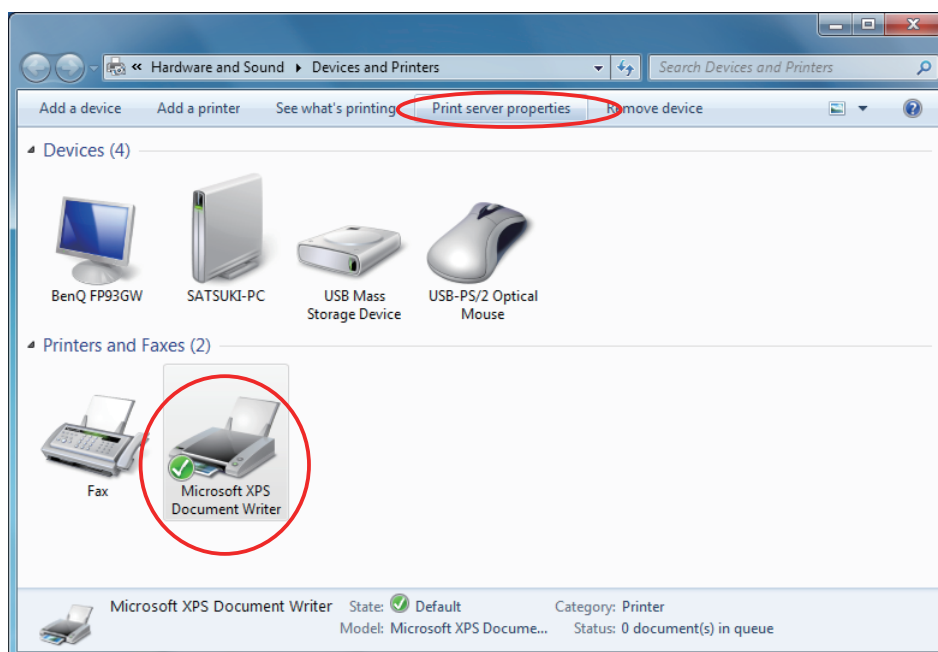 « Hardware and Sound ▸ Devices and Printers Search Devices and Printers
Add a device Add a printer See what's printing Print server properties Remove device
Devices (4)
BenQ FP93GW
SATSUKI-PC
USB Mass
Storage Device
USB-PS/2 Optical
Mouse
Printers and Faxes (2)
Fax
Microsoft XPS
Document Writer
Microsoft XPS Document Writer State: Default Category: Printer
Model: Microsoft XPS Docume... Status: 0 document(s) in queue